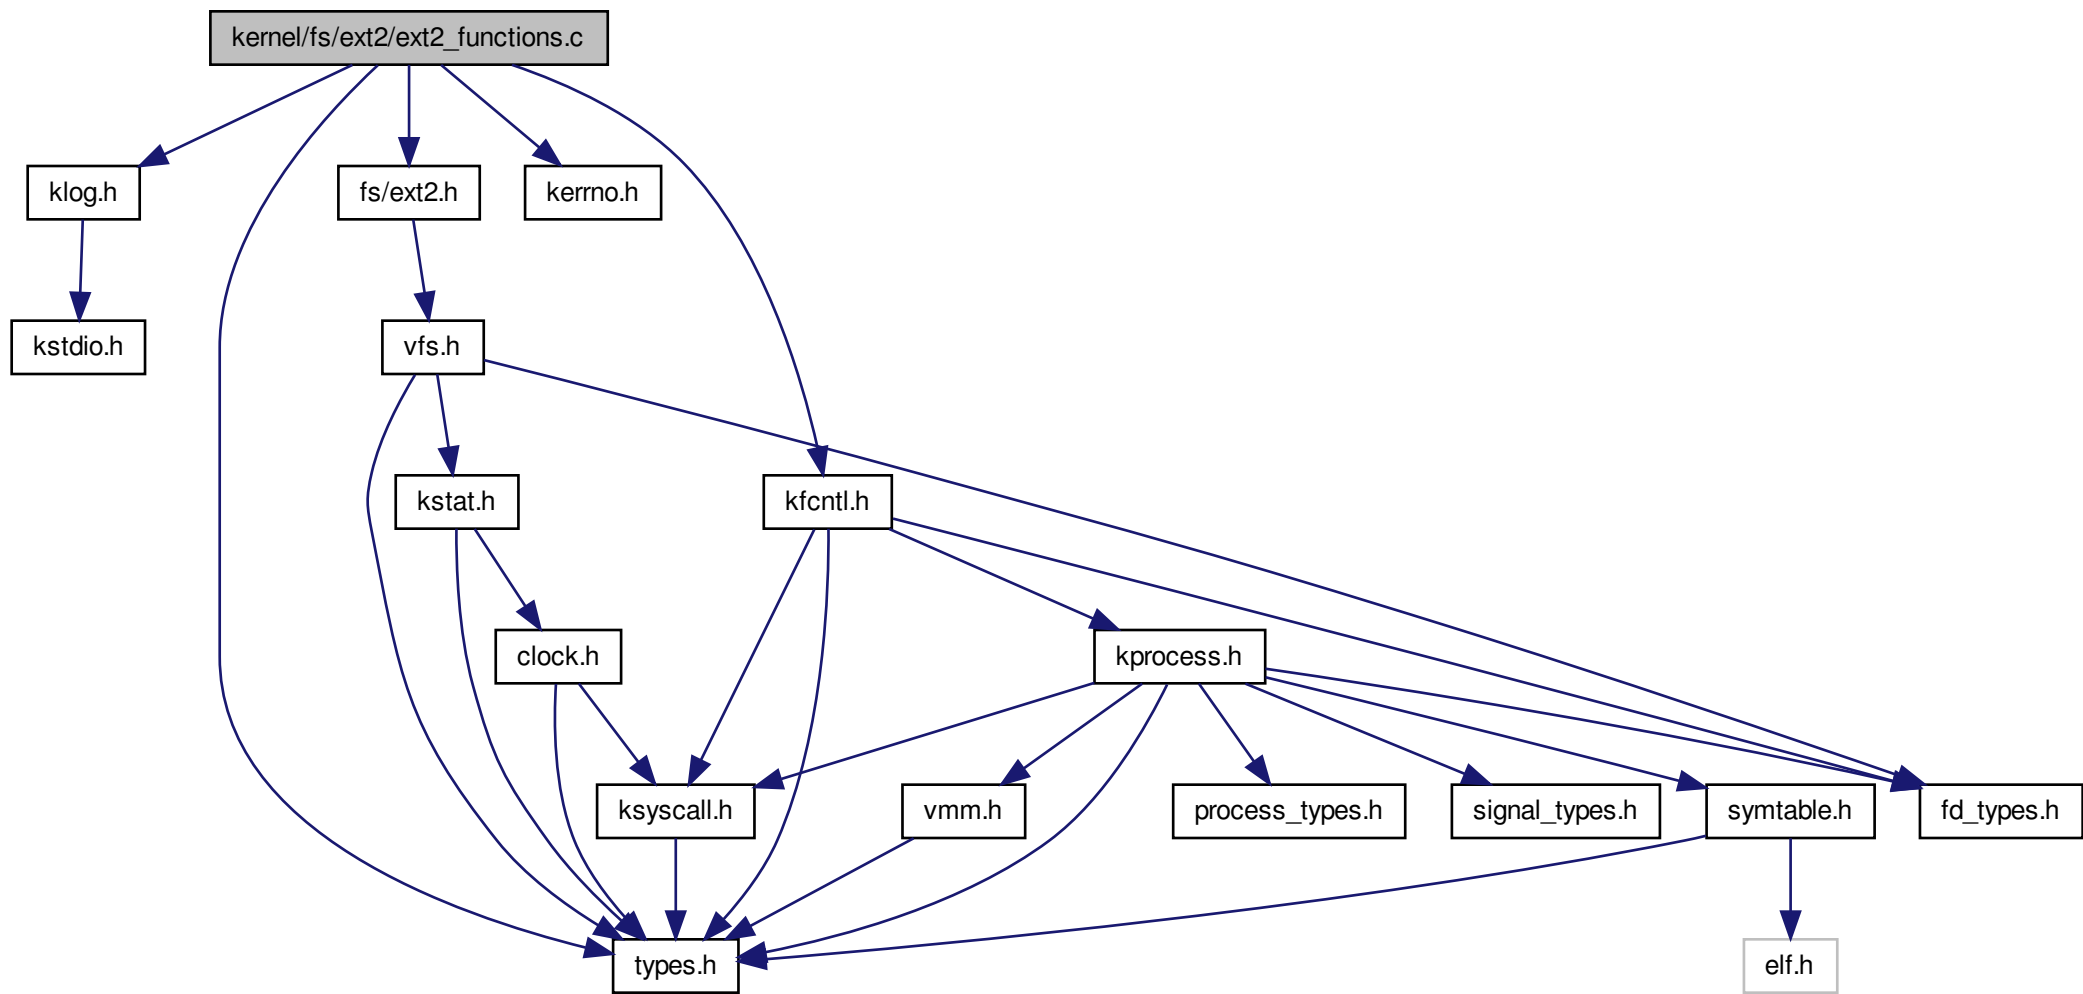 kernel/fs/ext2/ext2_functions.c
klog.h
fs/ext2.h
kerrno.h
kstdio.h
vfs.h
kstat.h
kfcntl.h
clock.h
kprocess.h
ksyscall.h
vmm.h
process_types.h
signal_types.h
symtable.h
fd_types.h
types.h
elf.h